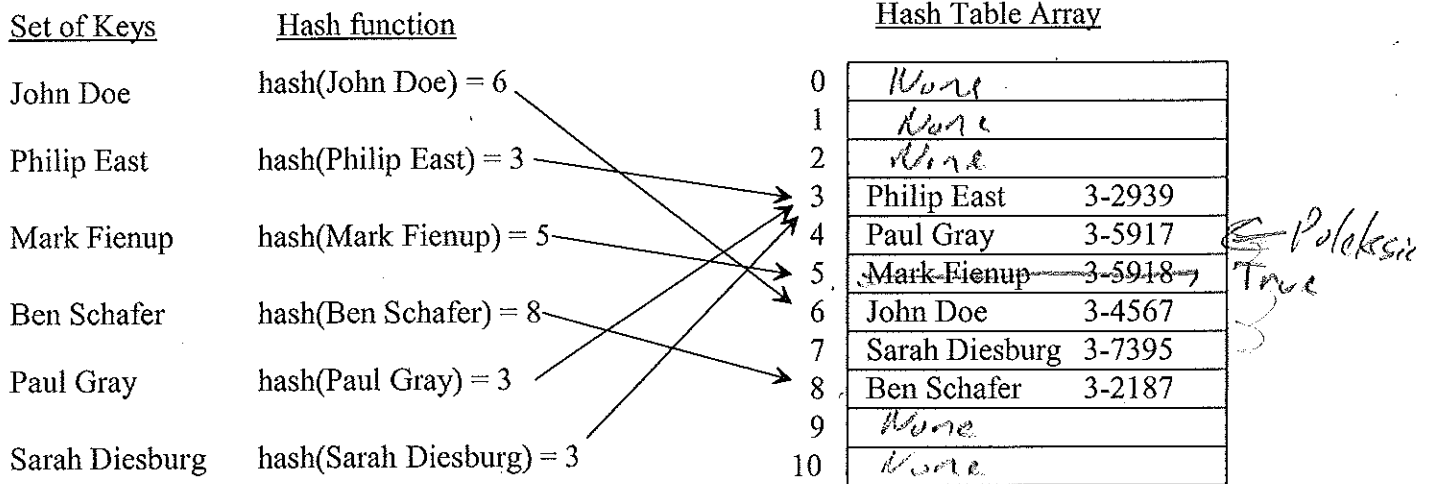 Set of Keys Hash function Hash Table Array
John Doe hash(John Doe) = 6
Philip East hash(Philip East) = 3
Mark Fienup hash(Mark Fienup) = 5
Ben Schafer hash(Ben Schafer) = 8
Paul Gray hash(Paul Gray) = 3
Sarah Diesburg hash(Sarah Diesburg) = 3
0 None
1 None
2 None
3 Philip East 3-2939
4 Paul Gray 3-5917
5 Mark Fienup 3-5918 True
6 John Doe 3-4567
7 Sarah Diesburg 3-7395
8 Ben Schafer 3-2187
9 None
10 None